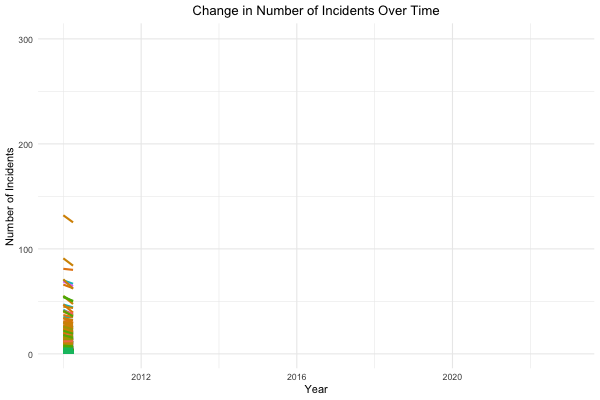 Change in Number of Incidents Over Time
300
200
100
0
Number of Incidents
2012
2016
2020
Year